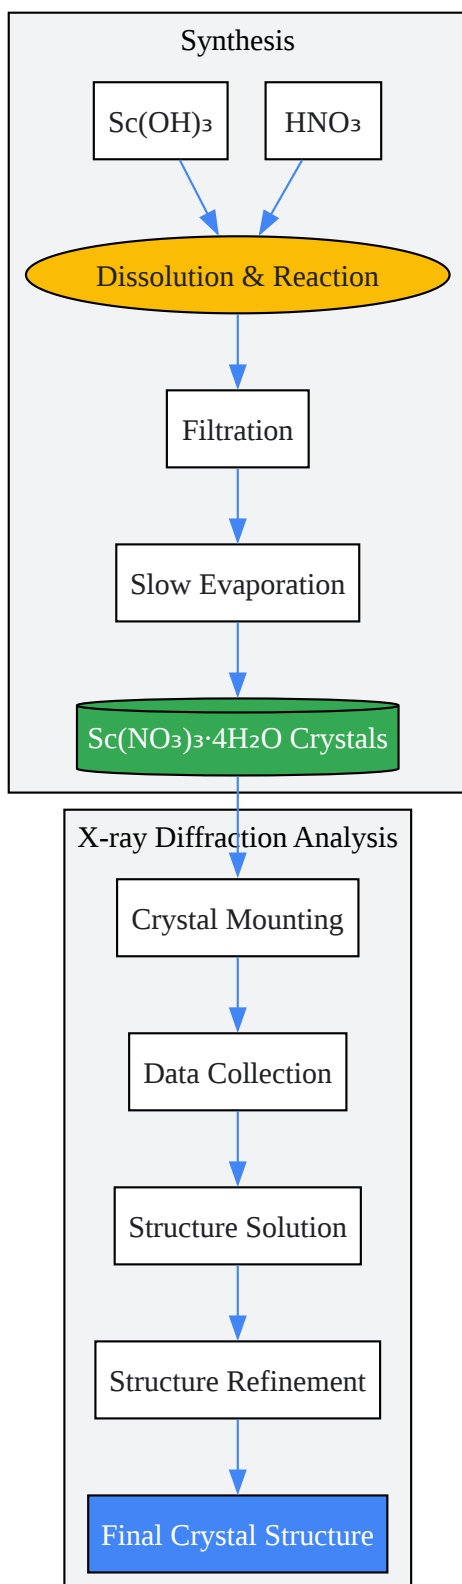 Synthesis
Sc(OH)₃
HNO₃
Dissolution & Reaction
Filtration
Slow Evaporation
Sc(NO₃)₃·4H₂O Crystals
X-ray Diffraction Analysis
Crystal Mounting
Data Collection
Structure Solution
Structure Refinement
Final Crystal Structure